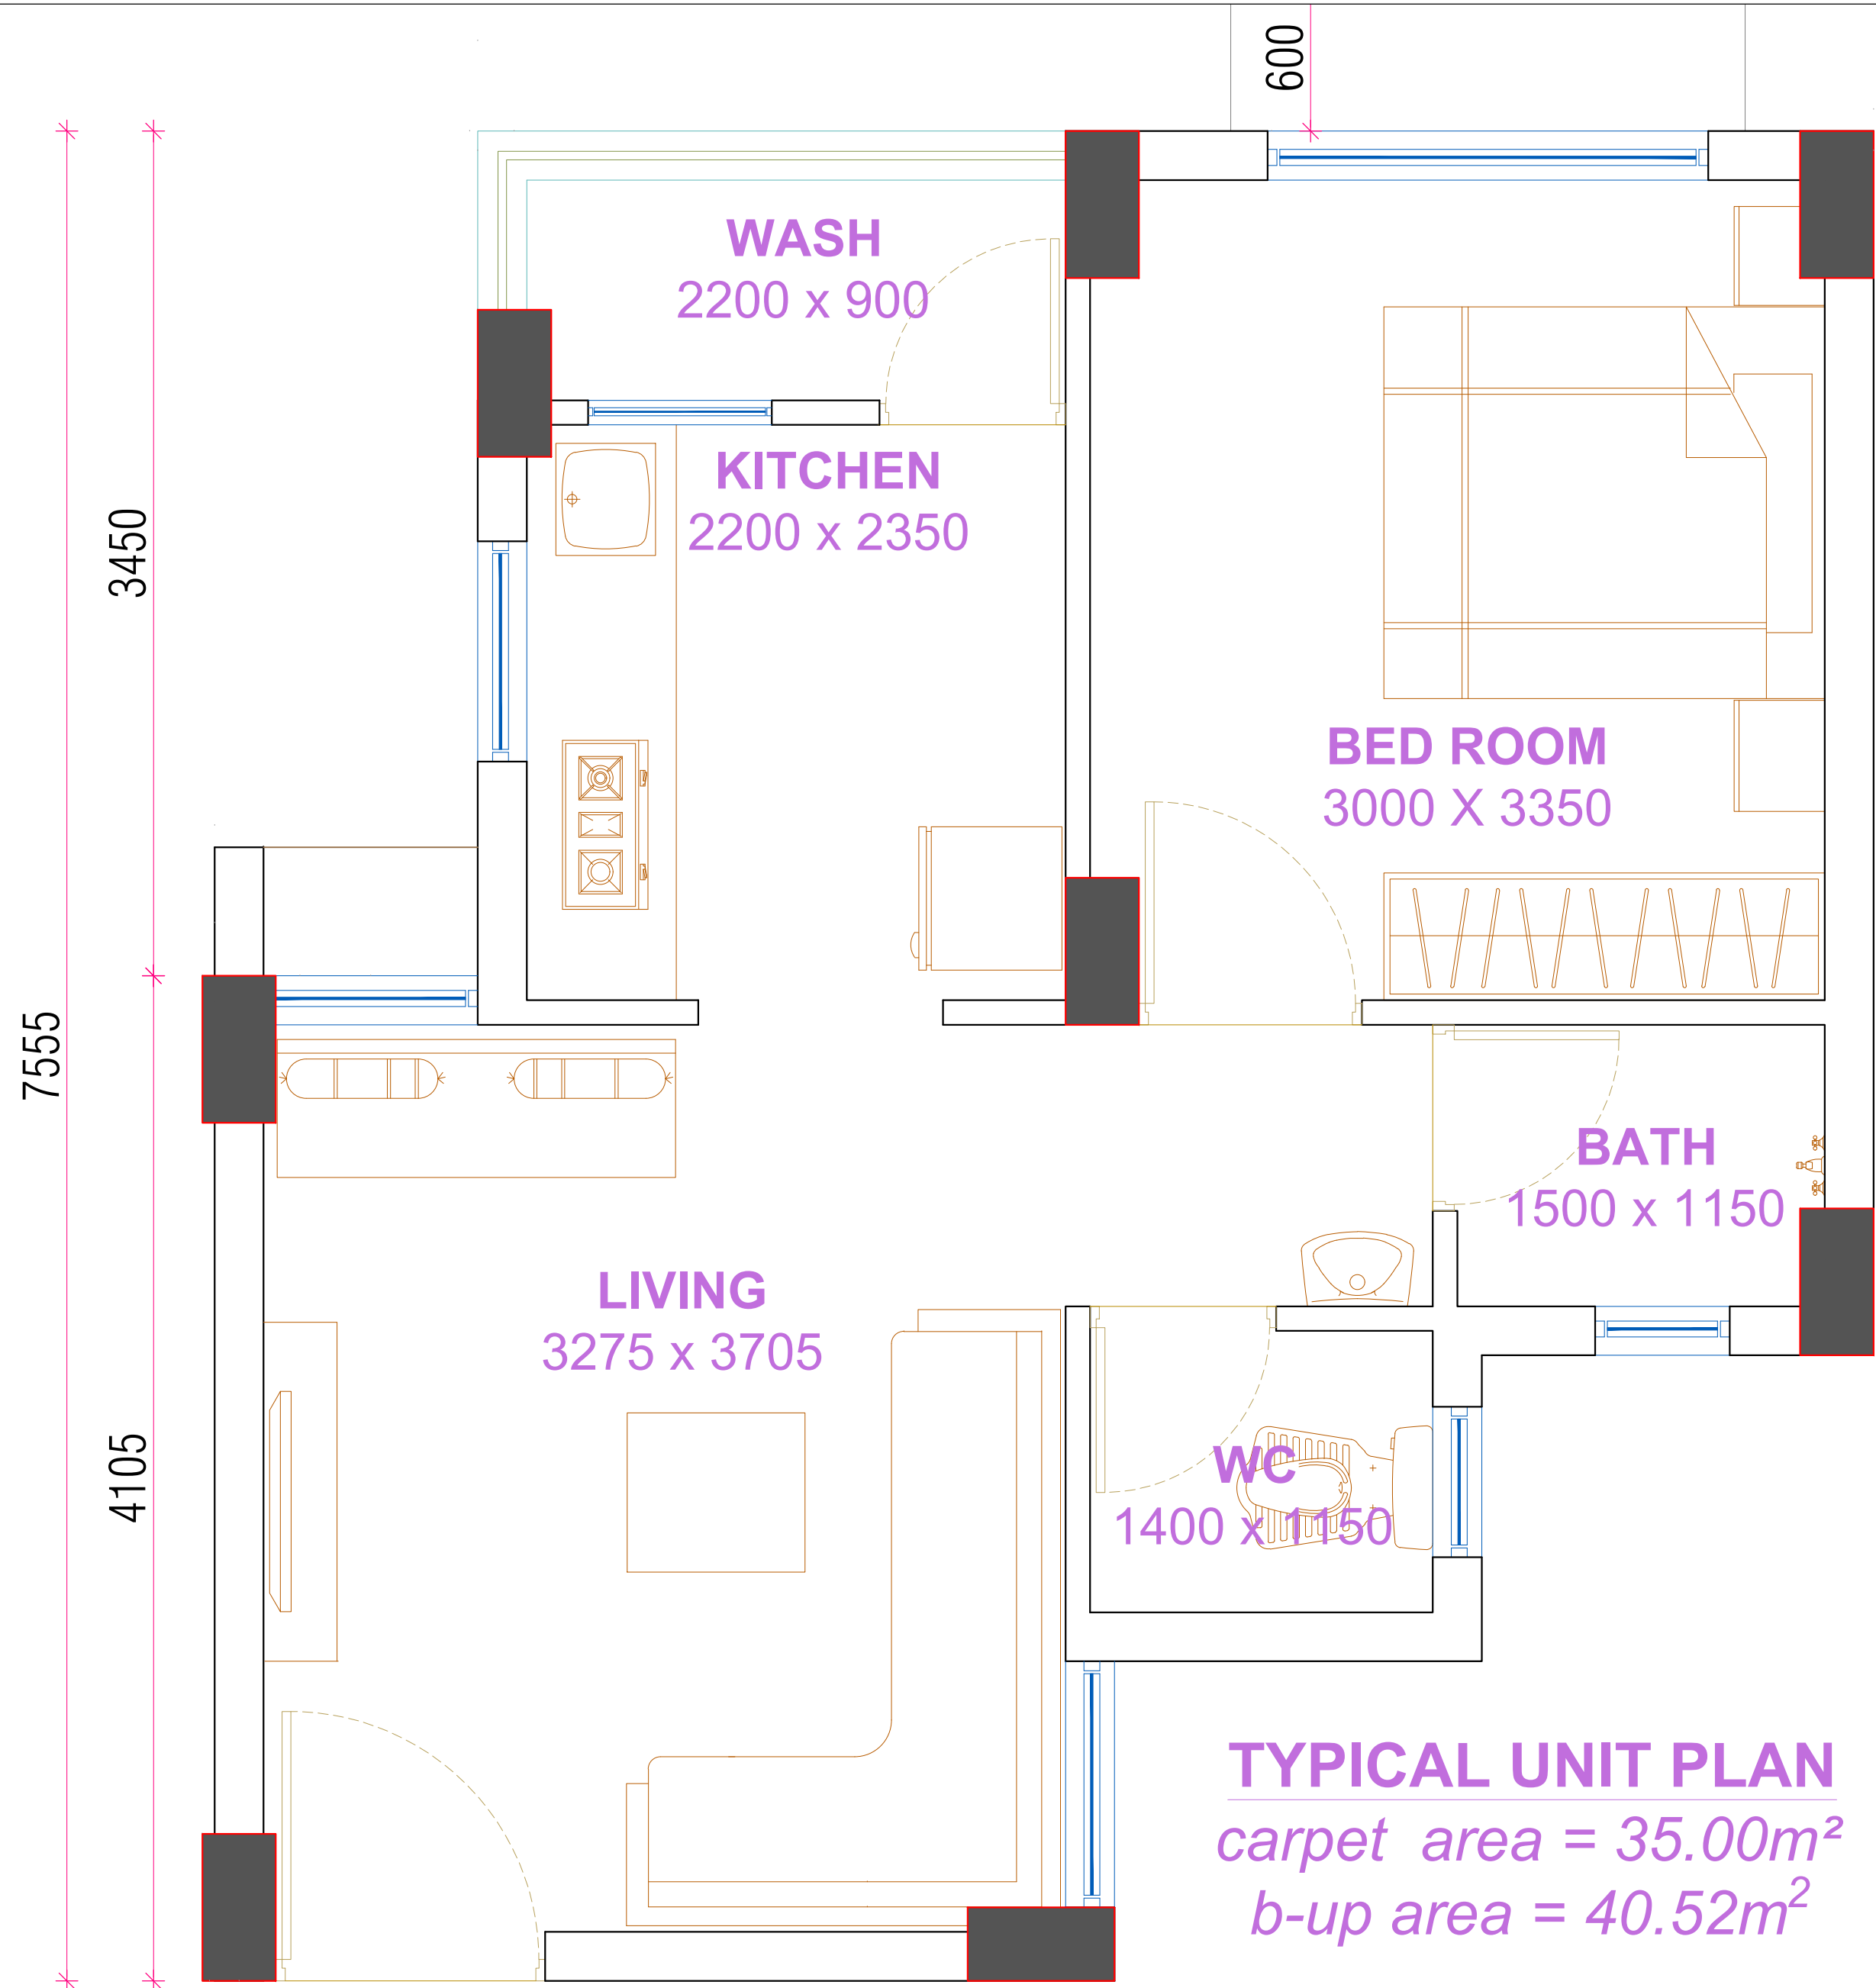 600
WASH
2200 x 900
KITCHEN
2200 x 2350
3450
BED ROOM
3000 X 3350
7555
BATH
1500 x 1150
LIVING
3275 x 3705
4105
WC
1400 x 1150
TYPICAL UNIT PLAN
carpet area = 35.00m²
b-up area = 40.52m²